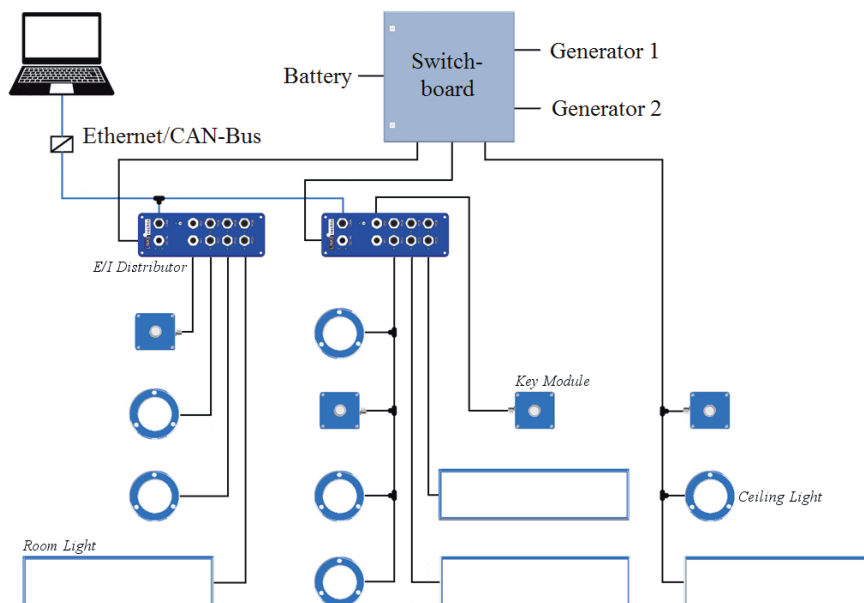 Switch-
board
Generator 1
Battery
Generator 2
Ethernet/CAN-Bus
E/I Distributor
Key Module
Ceiling Light
Room Light